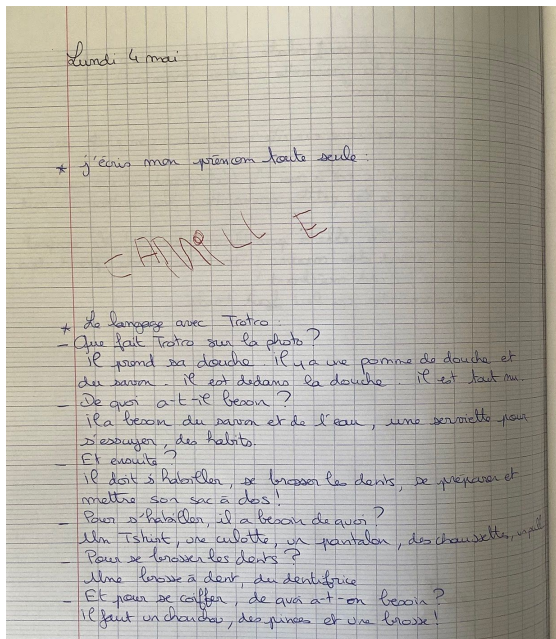 Lundi 4 mai
* j'écris mon prénom toute seule :
CAMiLLE
* Le langage avec Trotro :
- Que fait Trotro sur la photo ?
il prend sa douche. il y a une pomme de douche et
du savon. il est dedans la douche. il est tout nu.
- De quoi a-t-il besoin ?
il a besoin du savon et de l'eau, une serviette pour
s'essuyer, des habits.
- Et ensuite ?
il doit s'habiller, se brosser les dents, se préparer et
mettre son sac à dos !
- Pour s'habiller, il a besoin de quoi ?
Un Tshirt, une culotte, un pantalon, des chaussettes,
- Pour se brosser les dents ?
Une brosse à dent, du dentifrice
- Et pour se coiffer, de quoi a-t-on besoin ?
il faut un chouchou, des pinces et une brosse !